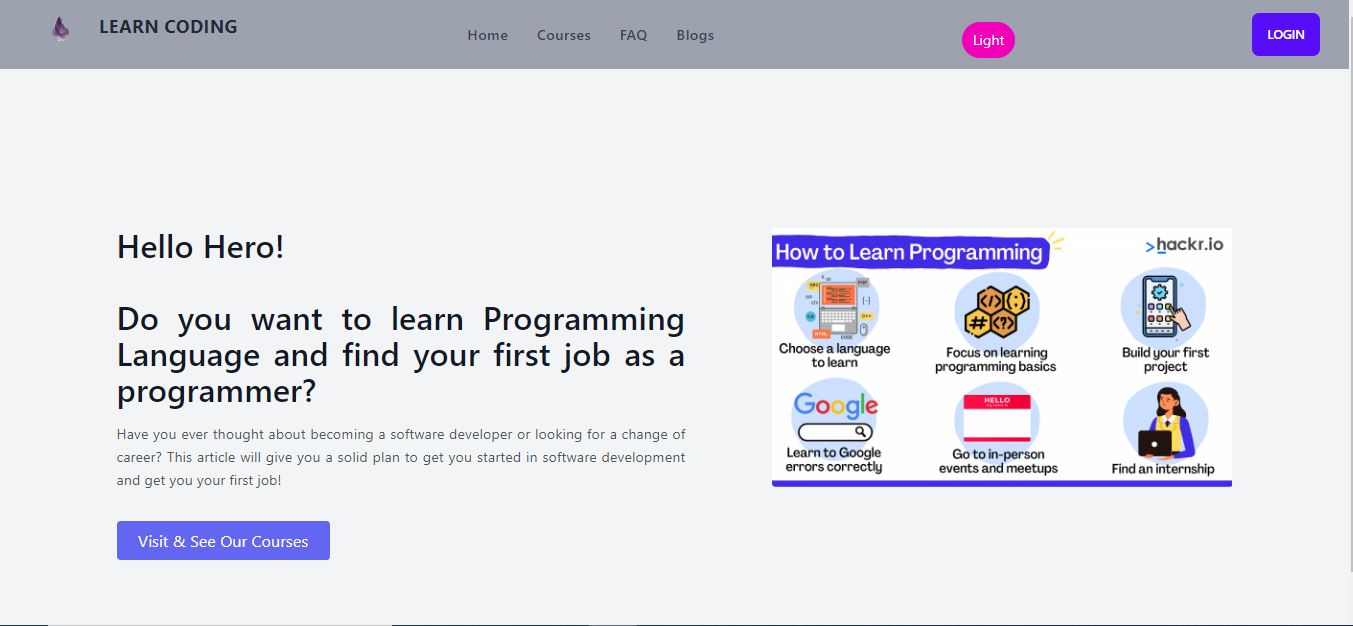 LEARN CODING
Home Courses FAQ Blogs
Light
LOGIN
Hello Hero!
Do you want to learn Programming
Language and find your first job as a
programmer?
Have you ever thought about becoming a software developer or looking for a change of
career? This article will give you a solid plan to get you started in software development
and get you your first job!
Visit & See Our Courses
How to Learn Programming
>hackr.io
PHP
C++
HTML
CODE
Choose a language
to learn
</>
{;}
#
<?>
Focus on learning
programming basics
Build your first
project
Google
Learn to Google
errors correctly
HELLO
Go to in-person
events and meetups
Find an internship